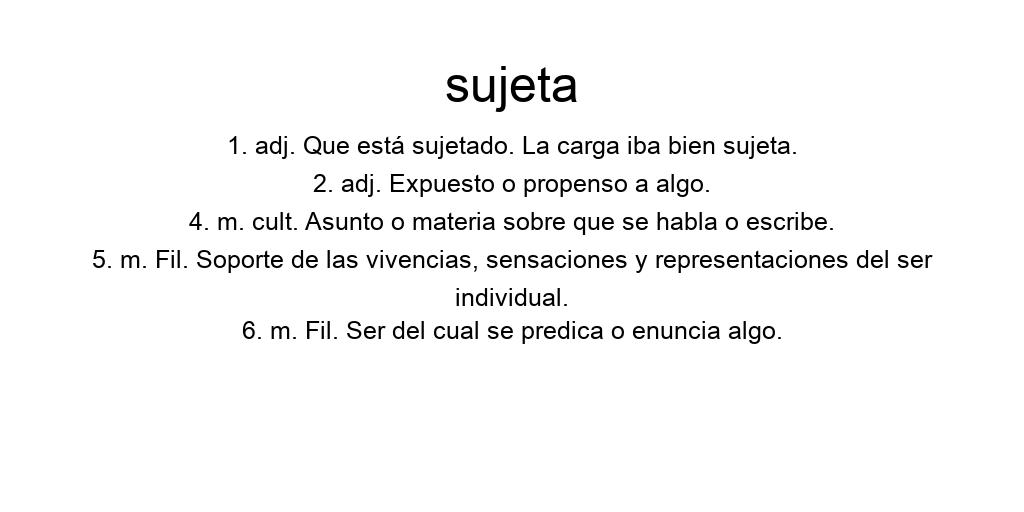 sujeta
1. adj. Que está sujetado. La carga iba bien sujeta.
2. adj. Expuesto o propenso a algo.
4. m. cult. Asunto o materia sobre que se habla o escribe.
5. m. Fil. Soporte de las vivencias, sensaciones y representaciones del ser
individual.
6. m. Fil. Ser del cual se predica o enuncia algo.